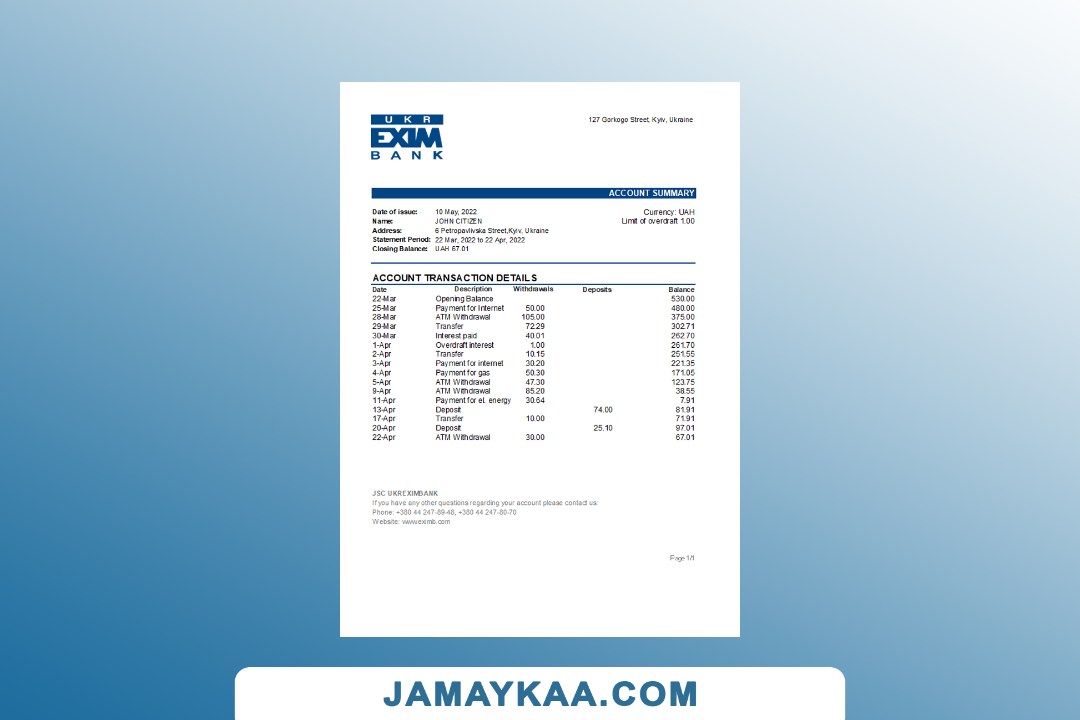 UKR
EXIM
BANK
127 Gorkogo Street, Kyiv, Ukraine
ACCOUNT SUMMARY
Date of issue: 10 May, 2022 Currency: UAH
Name: JOHN CITIZEN Limit of overdraft 1.00
Address: 6 Petropavlivska Street,Kyiv, Ukraine
Statement Period: 22 Mar, 2022 to 22 Apr, 2022
Closing Balance: UAH 67.01
ACCOUNT TRANSACTION DETAILS
Date Description Withdrawals Deposits Balance
22-Mar Opening Balance 530.00
25-Mar Payment for Internet 50.00 480.00
28-Mar ATM Withdrawal 105.00 375.00
29-Mar Transfer 72.29 302.71
30-Mar Interest paid 40.01 262.70
1-Apr Overdraft interest 1.00 261.70
2-Apr Transfer 10.15 251.55
3-Apr Payment for internet 30.20 221.35
4-Apr Payment for gas 50.30 171.05
5-Apr ATM Withdrawal 47.30 123.75
9-Apr ATM Withdrawal 85.20 38.55
11-Apr Payment for el. energy 30.64 7.91
13-Apr Deposit 74.00 81.91
17-Apr Transfer 10.00 71.91
20-Apr Deposit 25.10 97.01
22-Apr ATM Withdrawal 30.00 67.01
JSC UKREXIMBANK
If you have any other questions regarding your account please contact us:
Phone: +380 44 247-89-48, +380 44 247-80-70
Website: www.eximb.com
Page 1/1
JAMAYKAA.COM